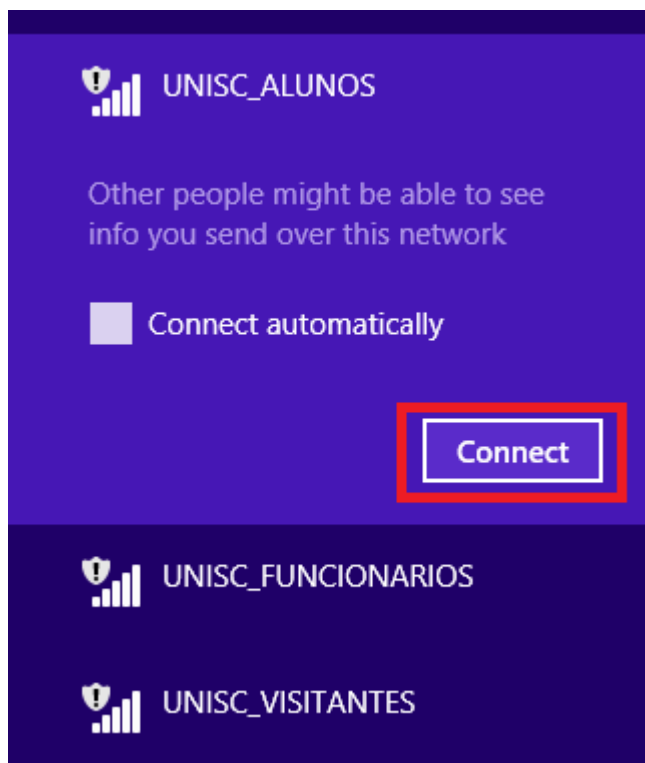 UNISC_ALUNOS
Other people might be able to see
info you send over this network
Connect automatically
Connect
UNISC_FUNCIONARIOS
UNISC_VISITANTES